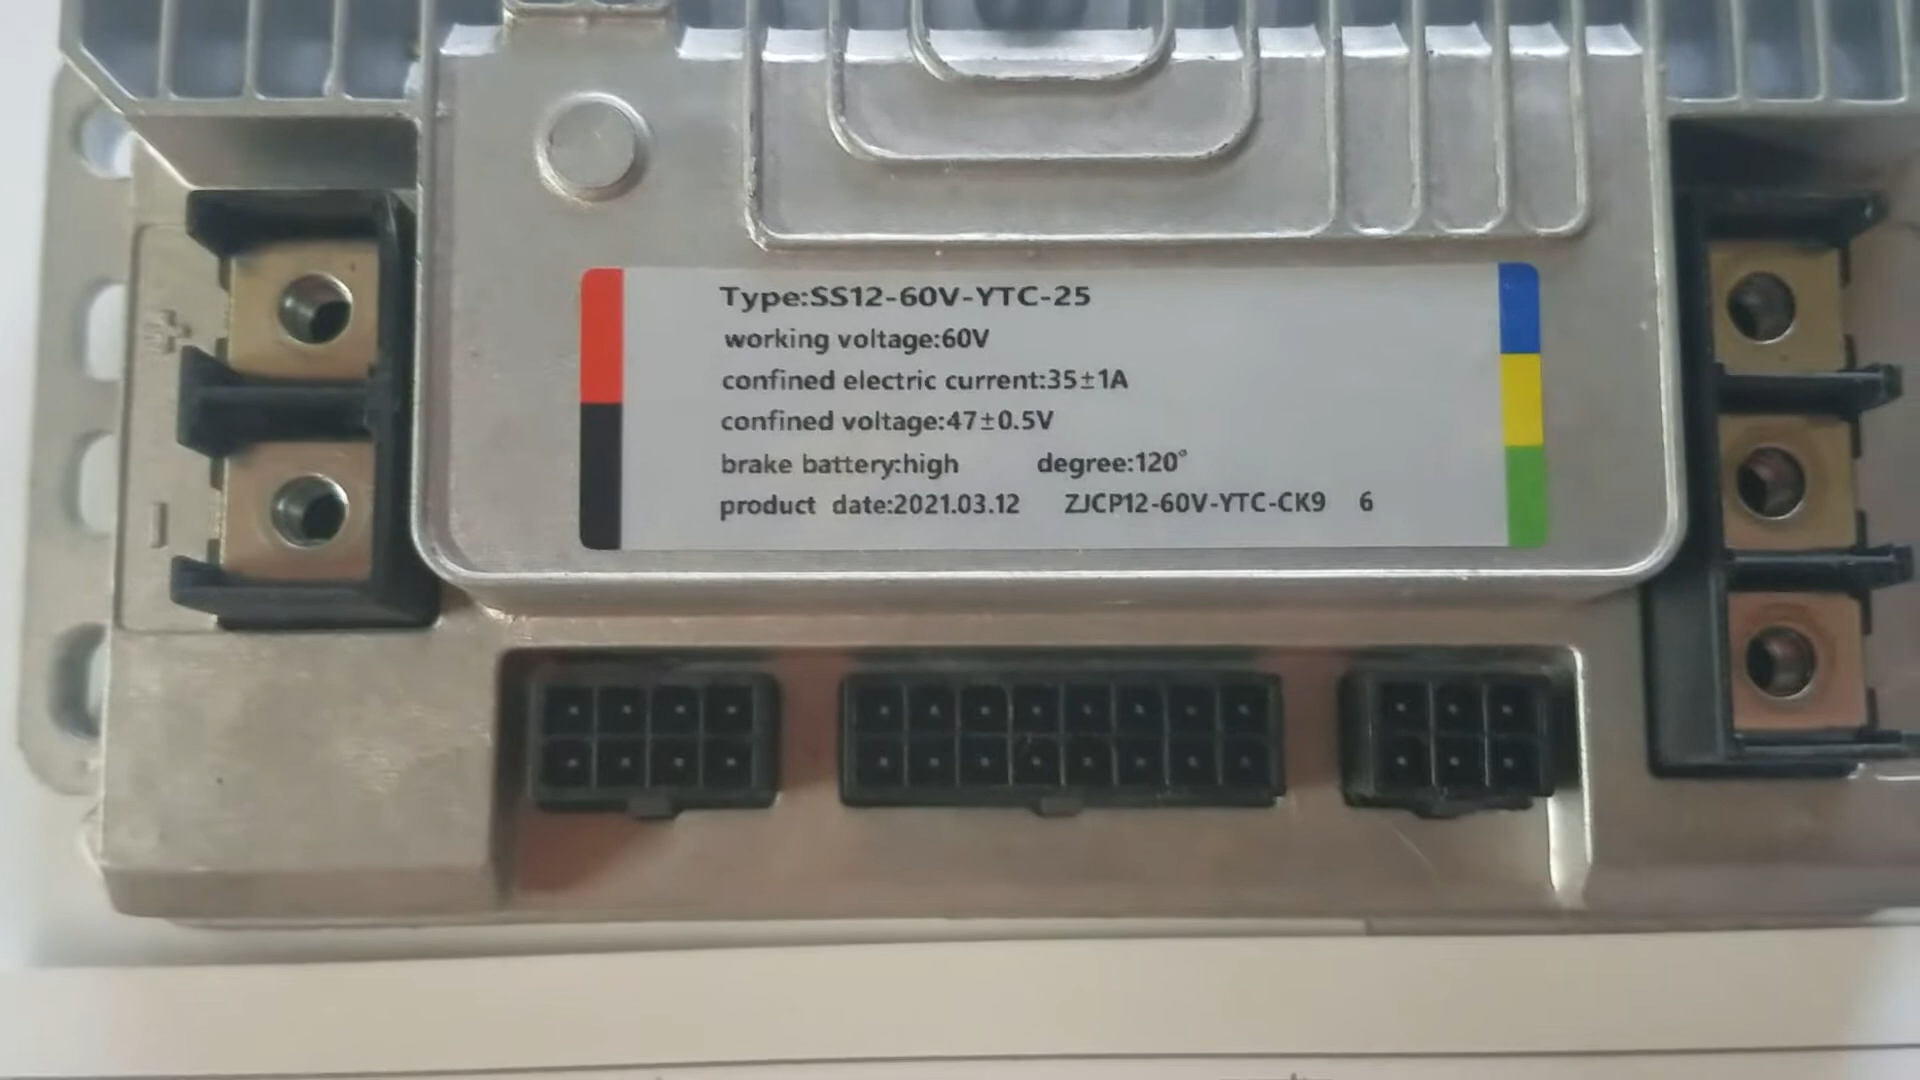 Type:SS12-60V-YTC-25
working voltage:60V
confined electric current:35±1A
confined voltage:47±0.5V
brake battery:high degree:120°
product date:2021.03.12 ZJCP12-60V-YTC-CK9 6